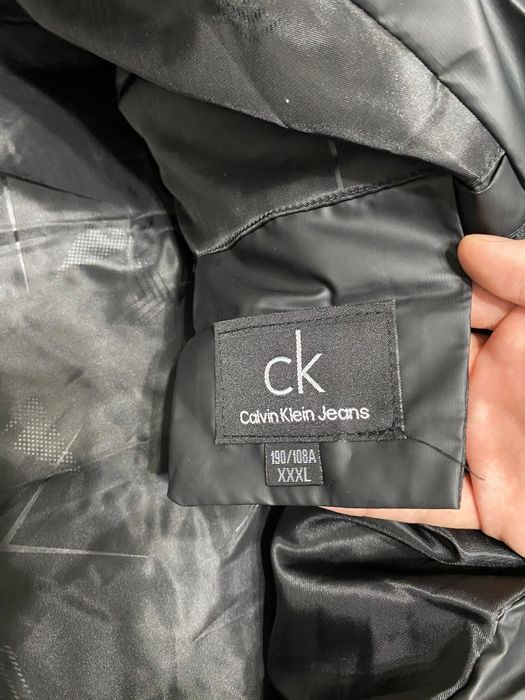 ck
Calvin Klein Jeans
190/108A
XXXL